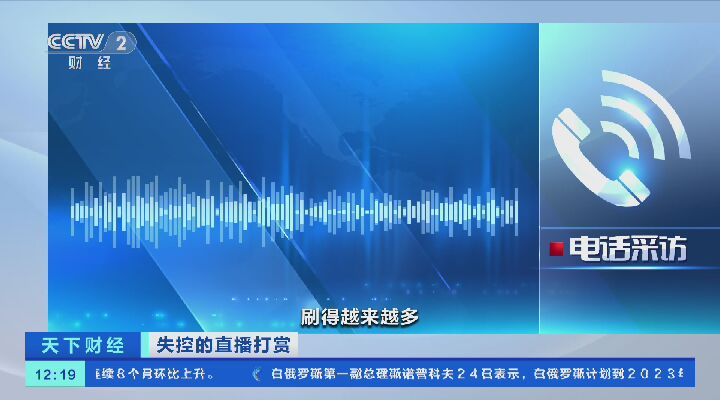 CCTV 2
财经
电话采访
刷得越来越多
天下财经 失控的直播打赏
12:19 连续8个月环比上升。 白俄罗斯第一副总理斯诺普科夫24日表示，白俄罗斯计划到2023年